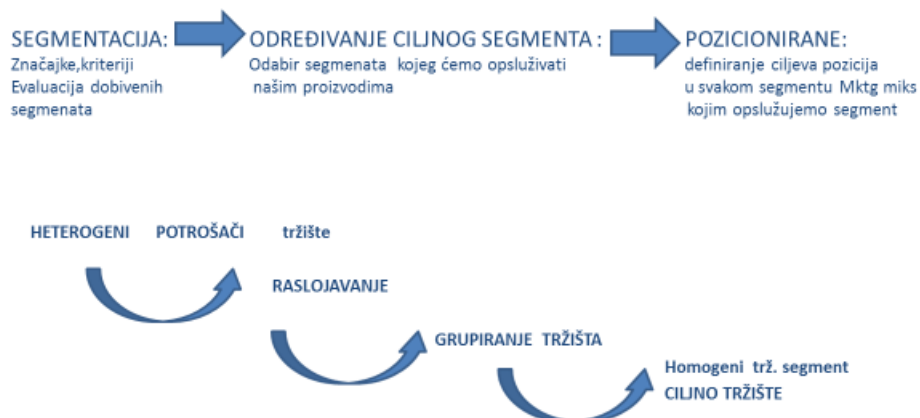 SEGMENTACIJA:
Značajke,kriteriji
Evaluacija dobivenih
segmenata
ODREĐIVANJE CILJNOG SEGMENTA :
Odabir segmenata kojeg ćemo opsluživati
našim proizvodima
POZICIONIRANE:
definiranje ciljeva pozicija
u svakom segmentu Mktg miks
kojim opslužujemo segment
HETEROGENI POTROŠAČI tržište
RASLOJAVANJE
GRUPIRANJE TRŽIŠTA
Homogeni trž. segment
CILJNO TRŽIŠTE